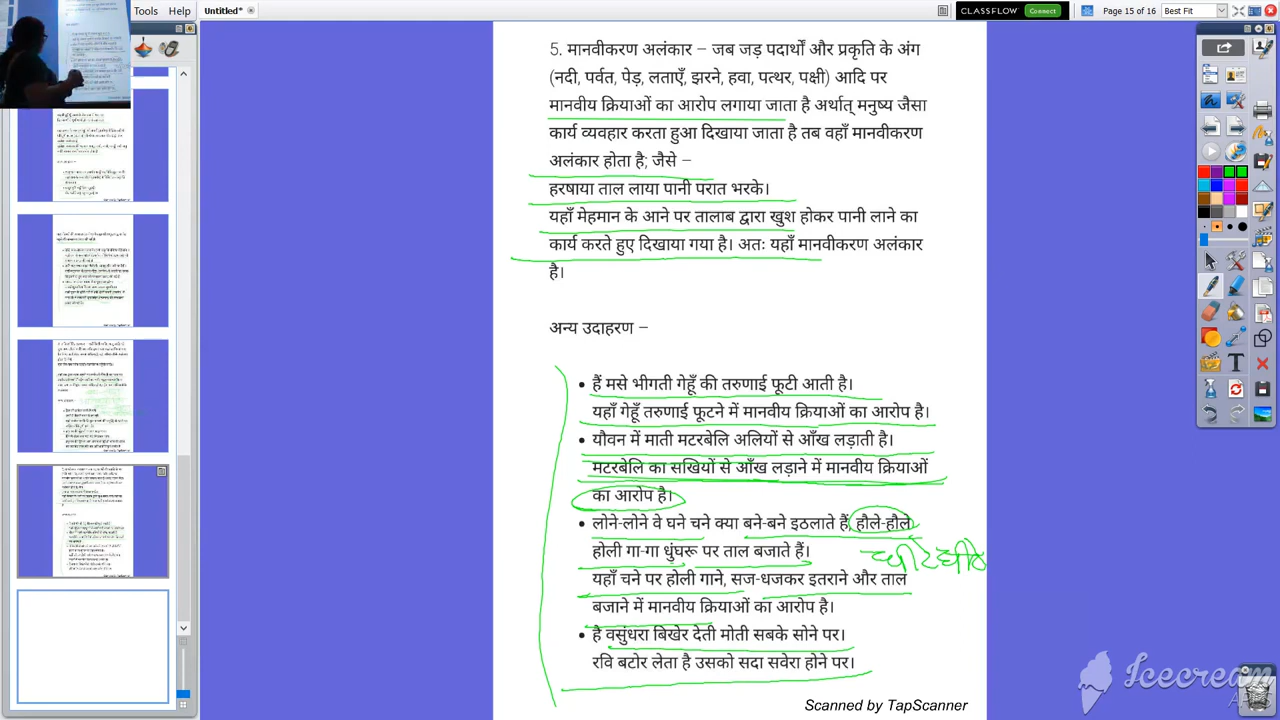 Tools Help Untitled* CLASSFLOW Connect Page 15 of 16 Best Fit
5. मानवीकरण अलंकार – जब जड़ पदार्थों और प्रकृति के अंग
(नदी, पर्वत, पेड़, लताएँ, झरने, हवा, पत्थर, पक्षी) आदि पर
मानवीय क्रियाओं का आरोप लगाया जाता है अर्थात् मनुष्य जैसा
कार्य व्यवहार करता हुआ दिखाया जाता है तब वहाँ मानवीकरण
अलंकार होता है; जैसे –
हरषाया ताल लाया पानी परात भरके।
यहाँ मेहमान के आने पर तालाब द्वारा खुश होकर पानी लाने का
कार्य करते हुए दिखाया गया है। अतः यहाँ मानवीकरण अलंकार
है।
अन्य उदाहरण –
• हैं मसे भीगती गेहूँ की तरुणाई फूटी आती है।
यहाँ गेहूँ तरुणाई फूटने में मानवीय क्रियाओं का आरोप है।
• यौवन में माती मटरबेलि अलियों से आँख लड़ाती है।
मटरबेलि का सखियों से आँख लड़ाने में मानवीय क्रियाओं
का आरोप है।
• लोने-लोने वे घने चने क्या बने-बने इठलाते हैं, हौले-हौले
होली गा-गा धुंघरू पर ताल बजाते हैं।
धीरे धीरे
यहाँ चने पर होली गाने, सज-धजकर इतराने और ताल
बजाने में मानवीय क्रियाओं का आरोप है।
• है वसुंधरा बिखेर देती मोती सबके सोने पर।
रवि बटोर लेता है उसको सदा सवेरा होने पर।
Scanned by TapScanner
Icecream
APPS